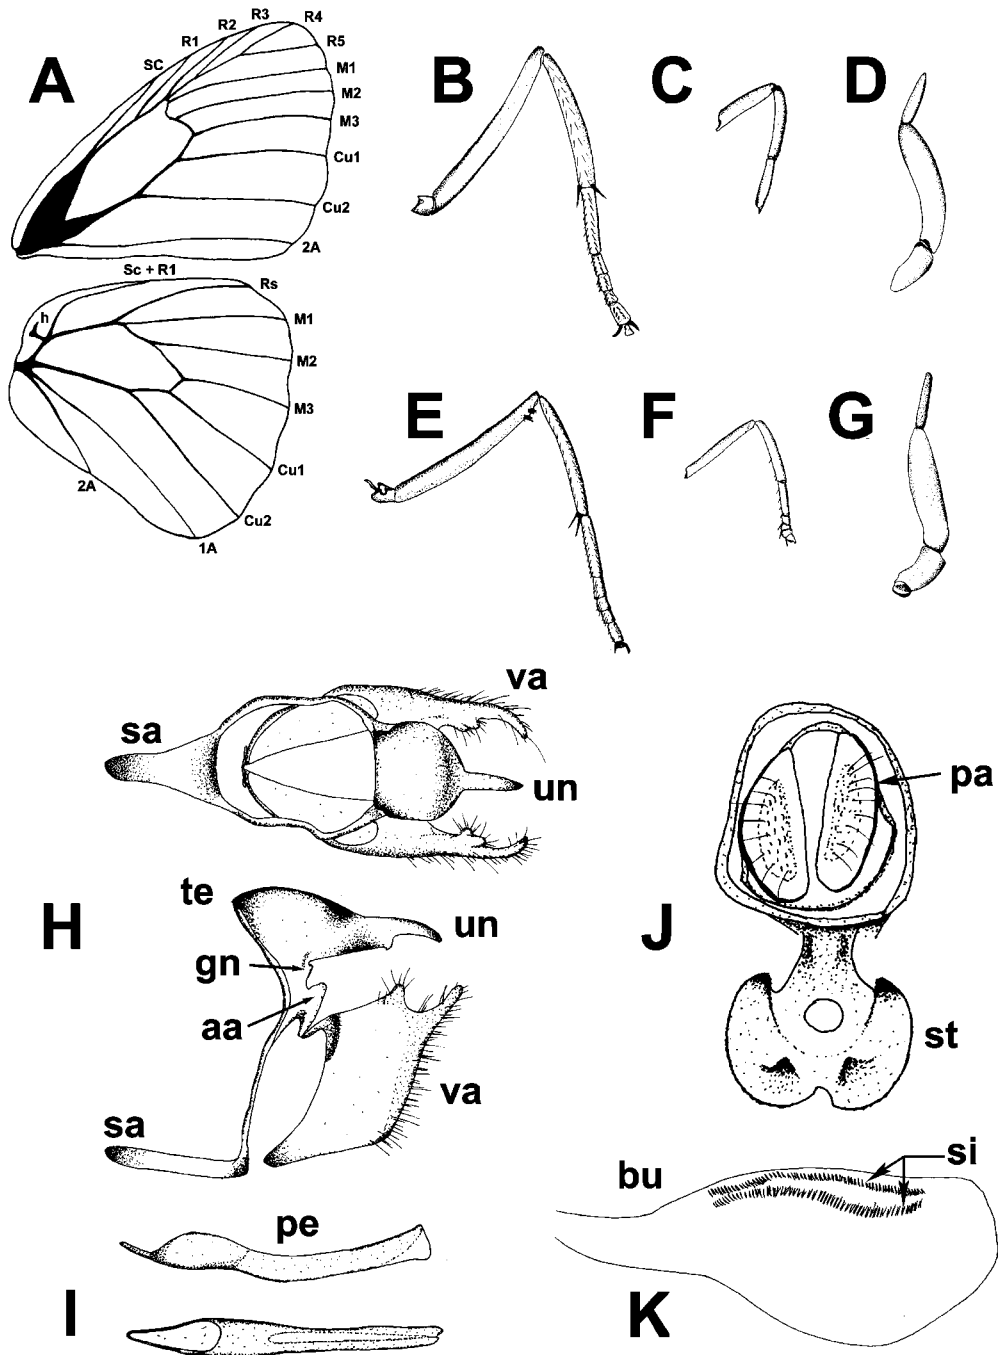 A
SC
R1
R2
R3
R4
R5
M1
M2
M3
Cu1
Cu2
2A
Sc + R1
Rs
h
M1
M2
M3
Cu1
Cu2
1A
2A
B
C
D
E
F
G
H
sa
va
un
te
un
gn
aa
va
sa
I
pe
J
pa
st
K
bu
si